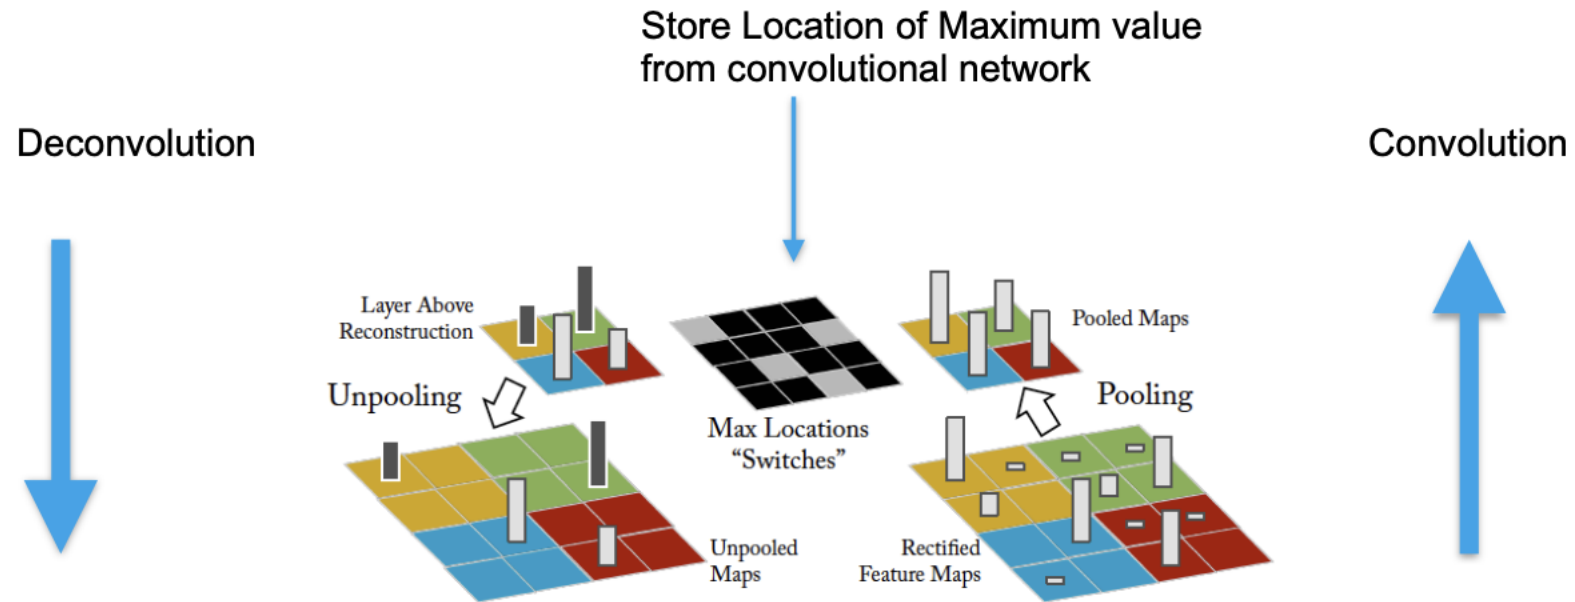 Store Location of Maximum value
from convolutional network
Deconvolution
Convolution
Layer Above
Reconstruction
Pooled Maps
Unpooling
Pooling
Max Locations
“Switches”
Unpooled
Maps
Rectified
Feature Maps